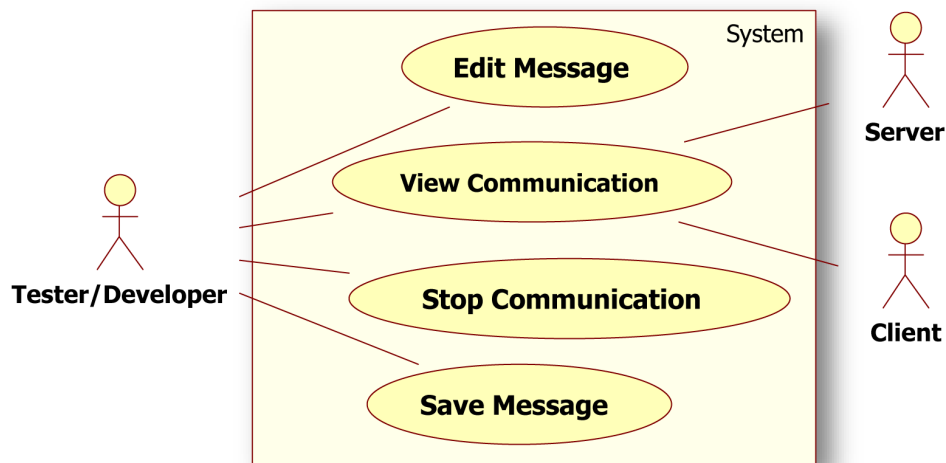 System
Edit Message
Server
View Communication
Tester/Developer
Stop Communication
Client
Save Message